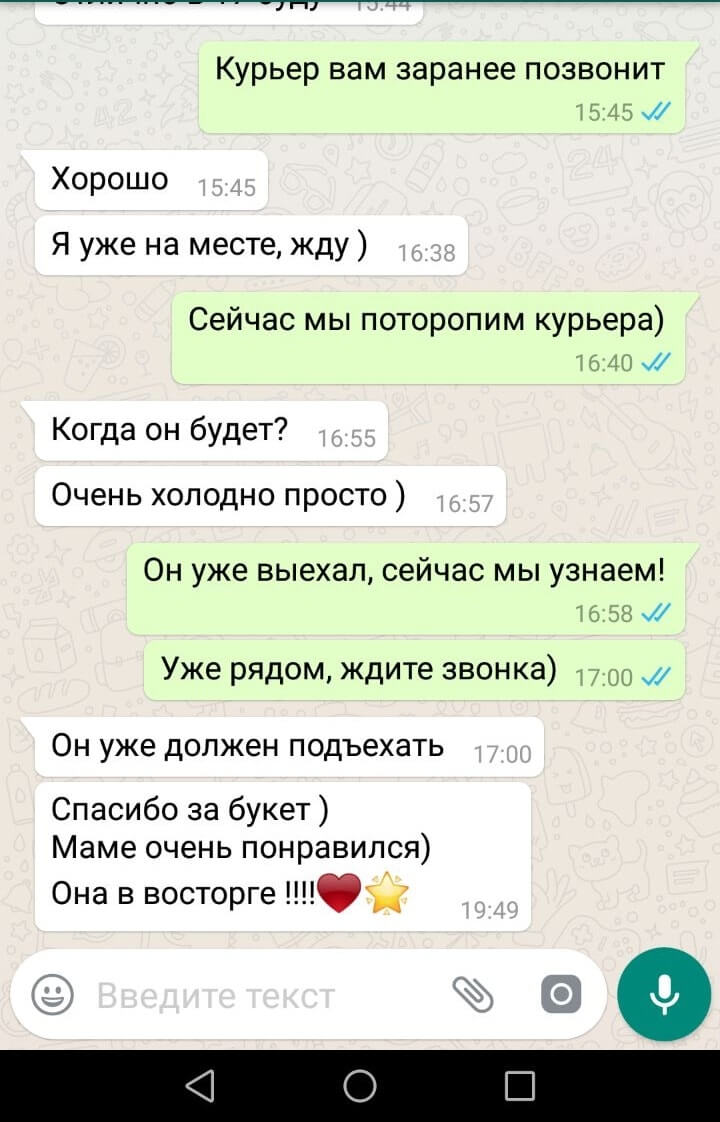 15:44
Курьер вам заранее позвонит
15:45
Хорошо 15:45
Я уже на месте, жду ) 16:38
Сейчас мы поторопим курьера)
16:40
Когда он будет? 16:55
Очень холодно просто ) 16:57
Он уже выехал, сейчас мы узнаем!
16:58
Уже рядом, ждите звонка) 17:00
Он уже должен подъехать 17:00
Спасибо за букет )
Маме очень понравился)
Она в восторге !!!!❤️🌟
19:49
Введите текст